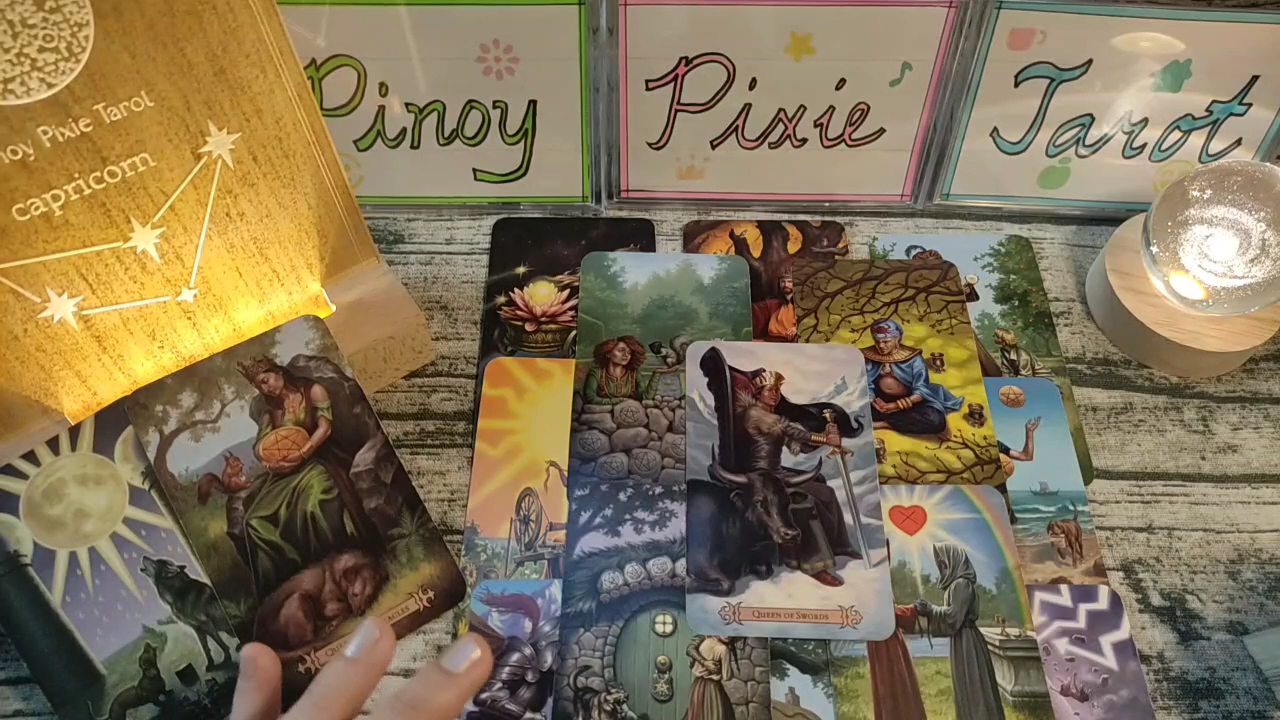 Pinoy
Pixie
Tarot
noy Pixie Tarot
capricorn
QUEEN OF SWORDS